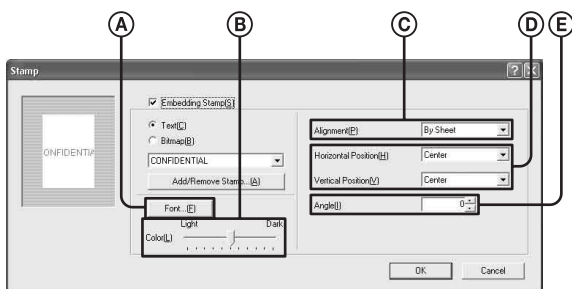 A B C D E
Stamp
Embedding Stamp(S)
Text(C)
Bitmap(B)
CONFIDENTIAL
Add/Remove Stamp...(A)
Font...(F)
Light Dark
Color(L)
ONFIDENTIA
Alignment(P) By Sheet
Horizontal Position(H) Center
Vertical Position(V) Center
Angle(I) 0
OK Cancel